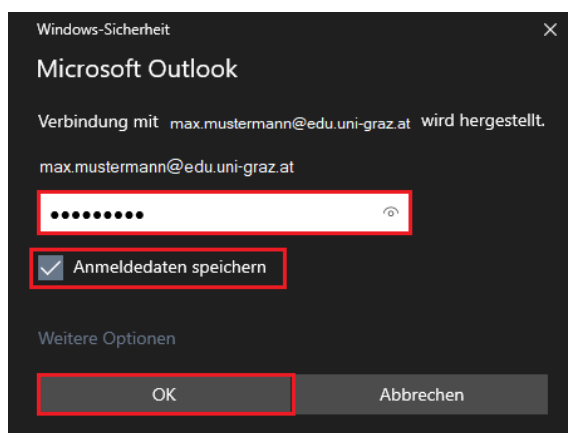 Windows-Sicherheit
Microsoft Outlook
Verbindung mit max.mustermann@edu.uni-graz.at wird hergestellt.
max.mustermann@edu.uni-graz.at
•••••••••
Anmeldedaten speichern
Weitere Optionen
OK Abbrechen